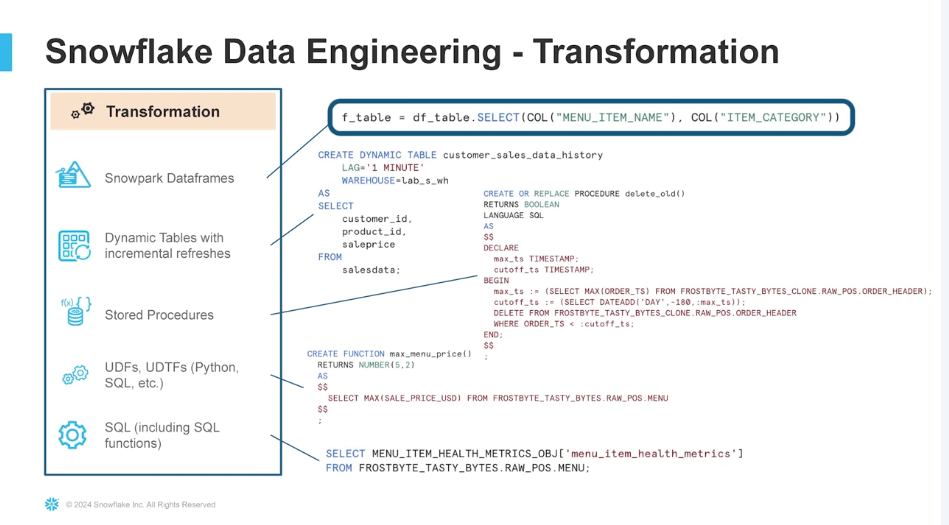 Snowflake Data Engineering - Transformation
Transformation
Snowpark Dataframes
Dynamic Tables with
incremental refreshes
f(x) { }
Stored Procedures
UDFs, UDTFs (Python,
SQL, etc.)
SQL (including SQL
functions)
f_table = df_table.SELECT(COL("MENU_ITEM_NAME"), COL("ITEM_CATEGORY"))
CREATE DYNAMIC TABLE customer_sales_data_history
LAG='1 MINUTE'
WAREHOUSE=lab_s_wh
AS
SELECT
customer_id,
product_id,
saleprice
FROM
salesdata;
CREATE OR REPLACE PROCEDURE delete_old()
RETURNS BOOLEAN
LANGUAGE SQL
AS
$$
DECLARE
max_ts TIMESTAMP;
cutoff_ts TIMESTAMP;
BEGIN
max_ts := (SELECT MAX(ORDER_TS) FROM FROSTBYTE_TASTY_BYTES_CLONE.RAW_POS.ORDER_HEADER);
cutoff_ts := (SELECT DATEADD('DAY',-180,:max_ts));
DELETE FROM FROSTBYTE_TASTY_BYTES_CLONE.RAW_POS.ORDER_HEADER
WHERE ORDER_TS < :cutoff_ts;
END;
$$
;
CREATE FUNCTION max_menu_price()
RETURNS NUMBER(5,2)
AS
$$
SELECT MAX(SALE_PRICE_USD) FROM FROSTBYTE_TASTY_BYTES.RAW_POS.MENU
$$
;
SELECT MENU_ITEM_HEALTH_METRICS_OBJ['menu_item_health_metrics']
FROM FROSTBYTE_TASTY_BYTES.RAW_POS.MENU;
© 2024 Snowflake Inc. All Rights Reserved